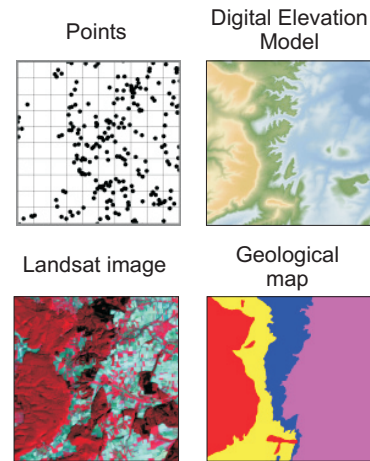 Points
Digital Elevation
Model
Landsat image
Geological
map